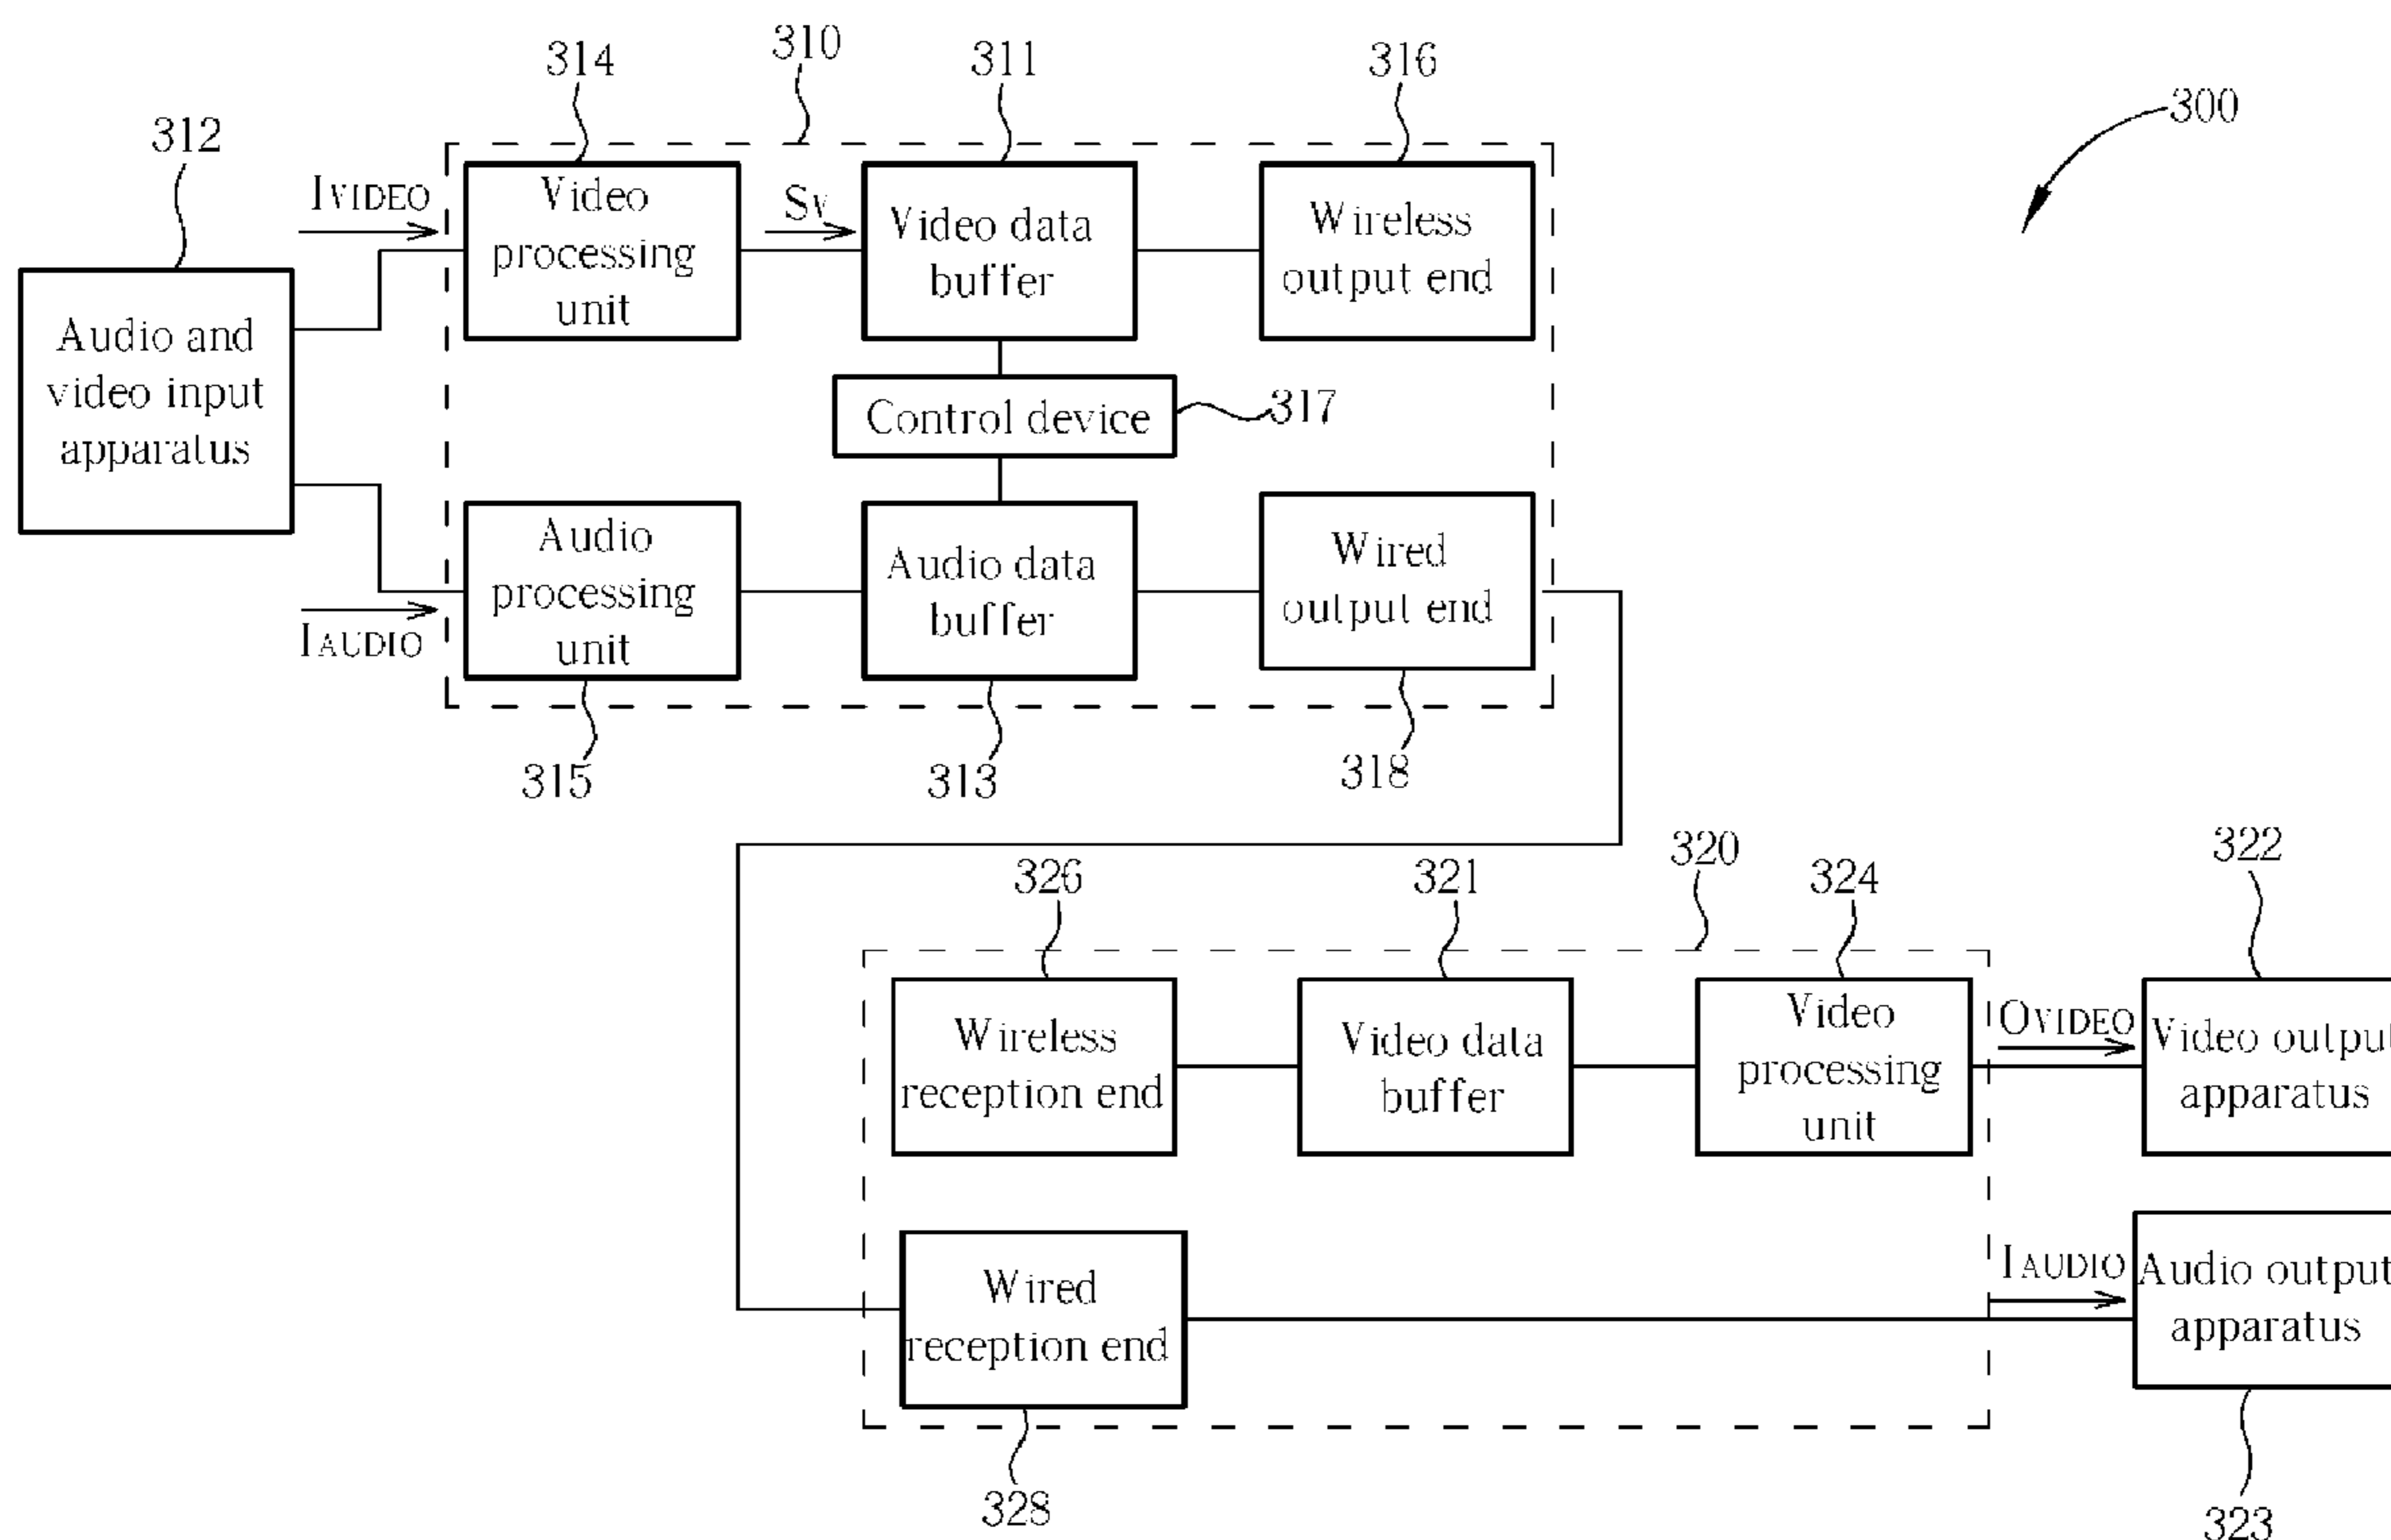 314
310
311
316
300
312
IVIDEO
Video
processing
unit
SV
Video data
buffer
Wireless
output end
Audio and
video input
apparatus
Control device
317
IAUDIO
Audio
processing
unit
Audio data
buffer
Wired
output end
315
313
318
326
321
320
324
322
Wireless
reception end
Video data
buffer
Video
processing
unit
OVIDEO
Video output
apparatus
Wired
reception end
IAUDIO
Audio output
apparatus
328
323